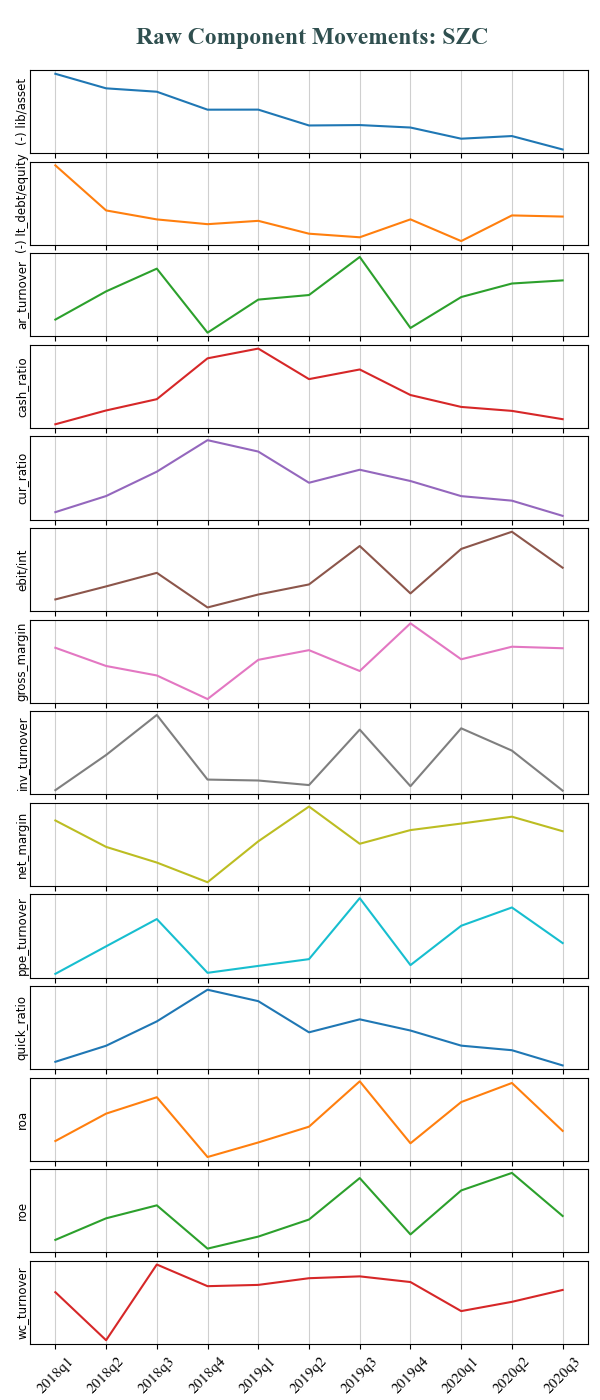 Raw Component Movements: SZC
(-) lib/asset
(-) lt_debt/equity
ar_turnover
cash_ratio
cur_ratio
ebit/int
gross_margin
inv_turnover
net_margin
ppe_turnover
quick_ratio
roa
roe
wc_turnover
2018q1 2018q2 2018q3 2018q4 2019q1 2019q2 2019q3 2019q4 2020q1 2020q2 2020q3